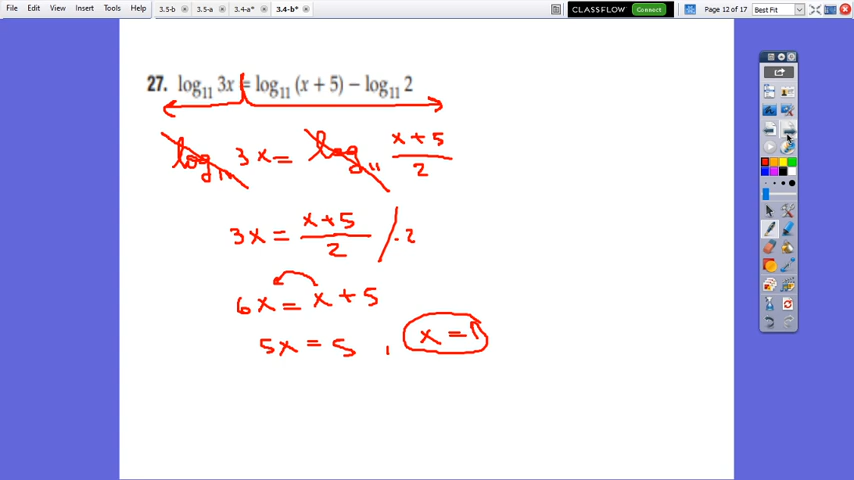 File Edit View Insert Tools Help 3.5-b 3.5-a 3.4-a* 3.4-b* CLASSFLOW Connect Page 12 of 17 Best Fit
27. log₁₁ 3x = log₁₁ (x + 5) − log₁₁ 2
log₁₁ 3x = log₁₁ (x+5)/2
3x = (x+5)/2 /.2
6x = x + 5
5x = 5 , x = 1